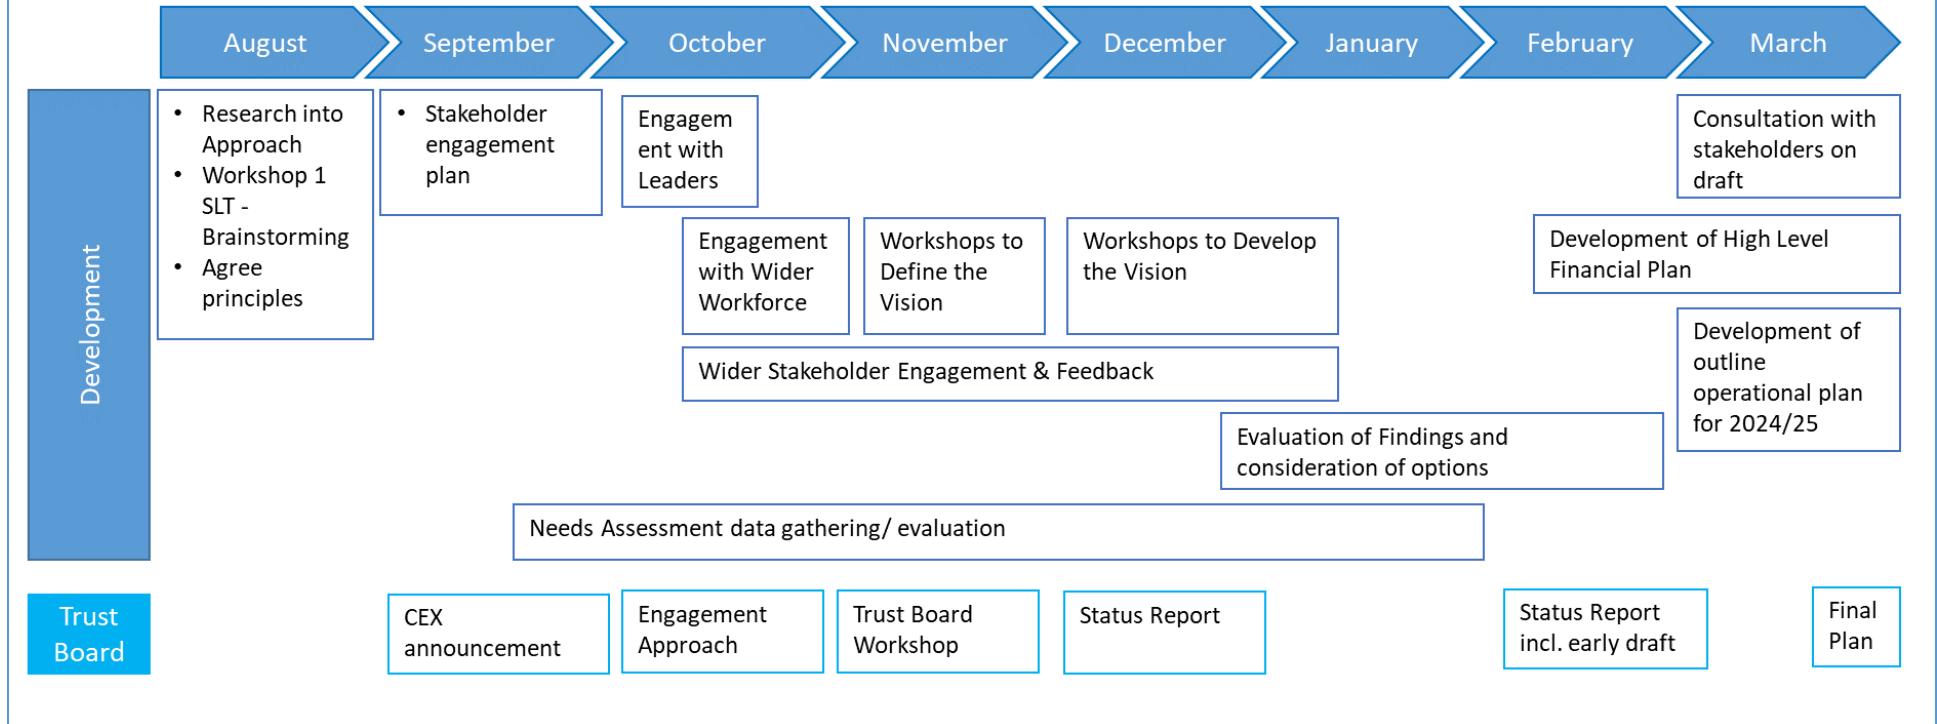 August
September
October
November
December
January
February
March
Development
• Research into
Approach
• Workshop 1
SLT -
Brainstorming
• Agree
principles
• Stakeholder
engagement
plan
Engagem
ent with
Leaders
Engagement
with Wider
Workforce
Workshops to
Define the
Vision
Workshops to Develop
the Vision
Wider Stakeholder Engagement & Feedback
Evaluation of Findings and
consideration of options
Needs Assessment data gathering/ evaluation
Consultation with
stakeholders on
draft
Development of High Level
Financial Plan
Development of
outline
operational plan
for 2024/25
Trust
Board
CEX
announcement
Engagement
Approach
Trust Board
Workshop
Status Report
Status Report
incl. early draft
Final
Plan